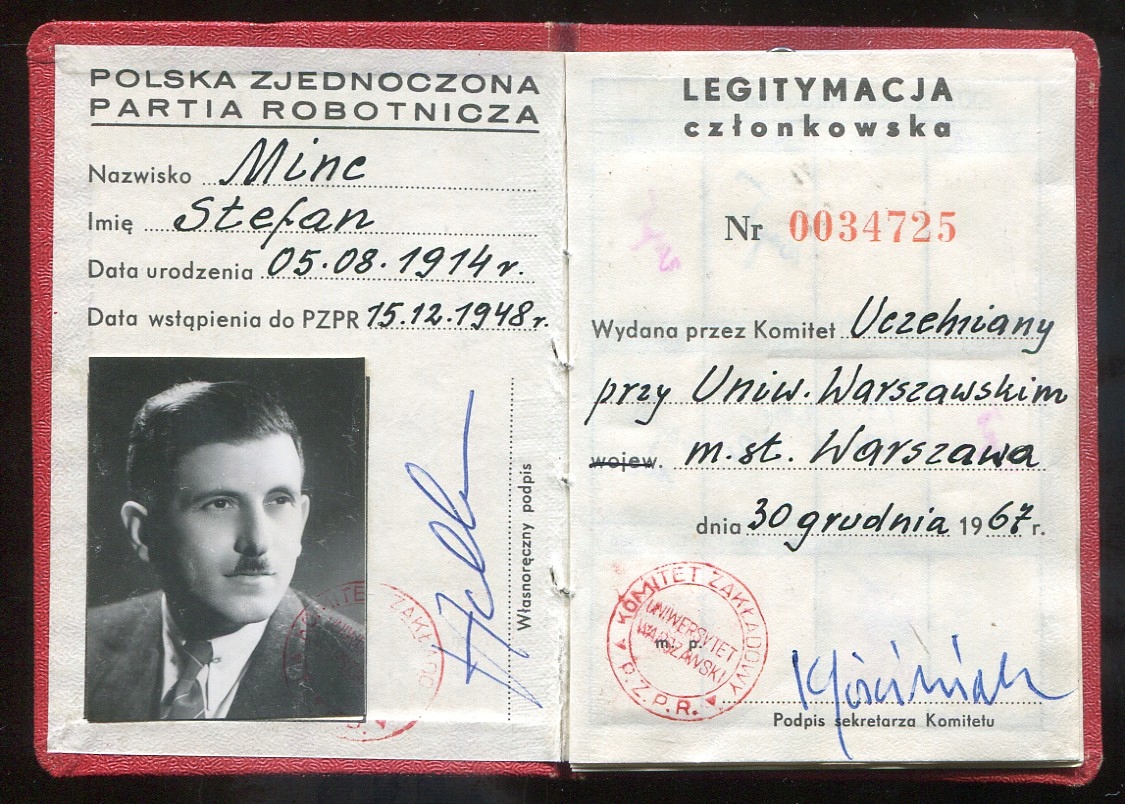 POLSKA ZJEDNOCZONA
PARTIA ROBOTNICZA
Nazwisko Minc
Imię Stefan
Data urodzenia 05.08.1914 r.
Data wstąpienia do PZPR 15.12.1948 r.
Własnoręczny podpis
LEGITYMACJA
członkowska
Nr 0034725
Wydana przez Komitet Uczelniany
przy Uniw. Warszawskim
wojew. m. st. Warszawa
dnia 30 grudnia 1967 r.
KOMITET ZAKŁADOWY
UNIWERSYTET
WARSZAWSKI
P.Z.P.R.
m. p.
Podpis sekretarza Komitetu